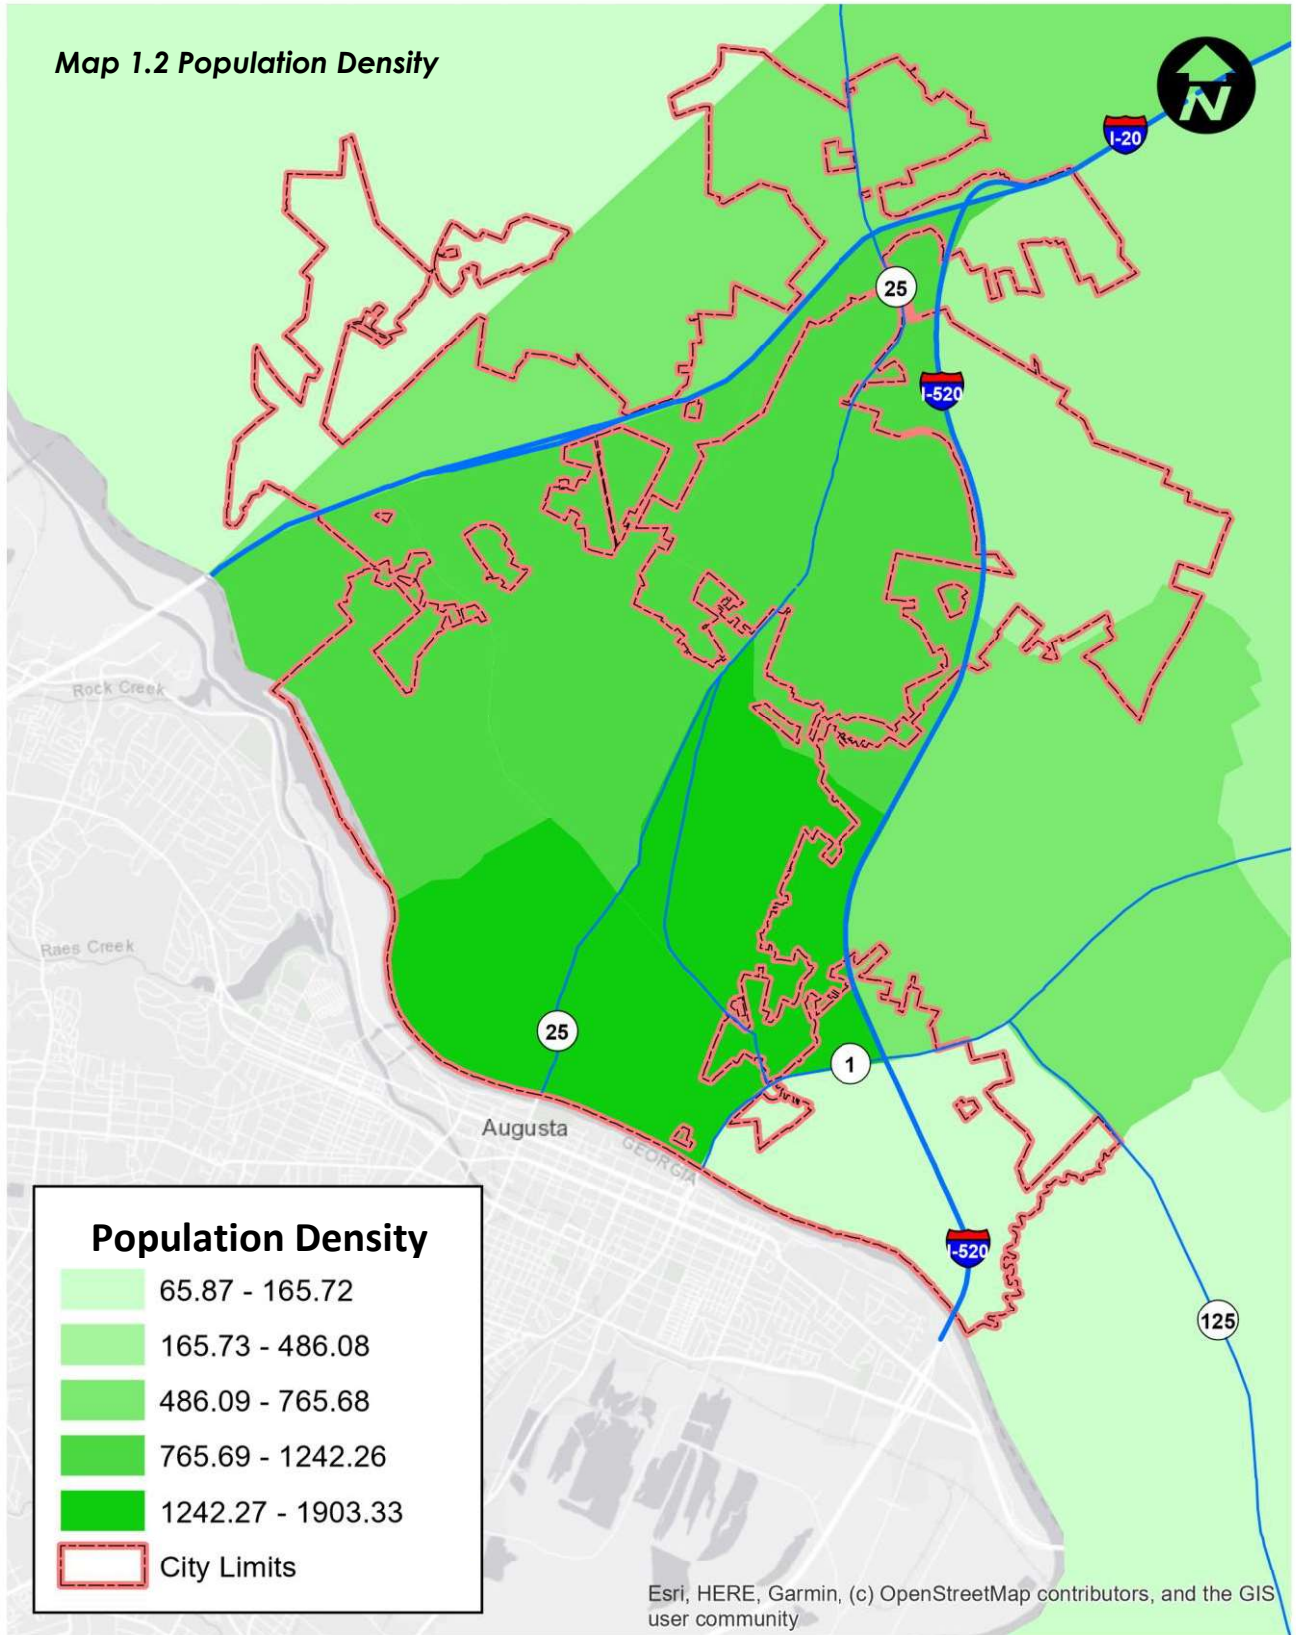 Map 1.2 Population Density
N
I-20
25
I-520
Rock Creek
Raes Creek
25
1
Augusta
GEORGIA
I-520
125
Population Density
65.87 - 165.72
165.73 - 486.08
486.09 - 765.68
765.69 - 1242.26
1242.27 - 1903.33
City Limits
Esri, HERE, Garmin, (c) OpenStreetMap contributors, and the GIS
user community